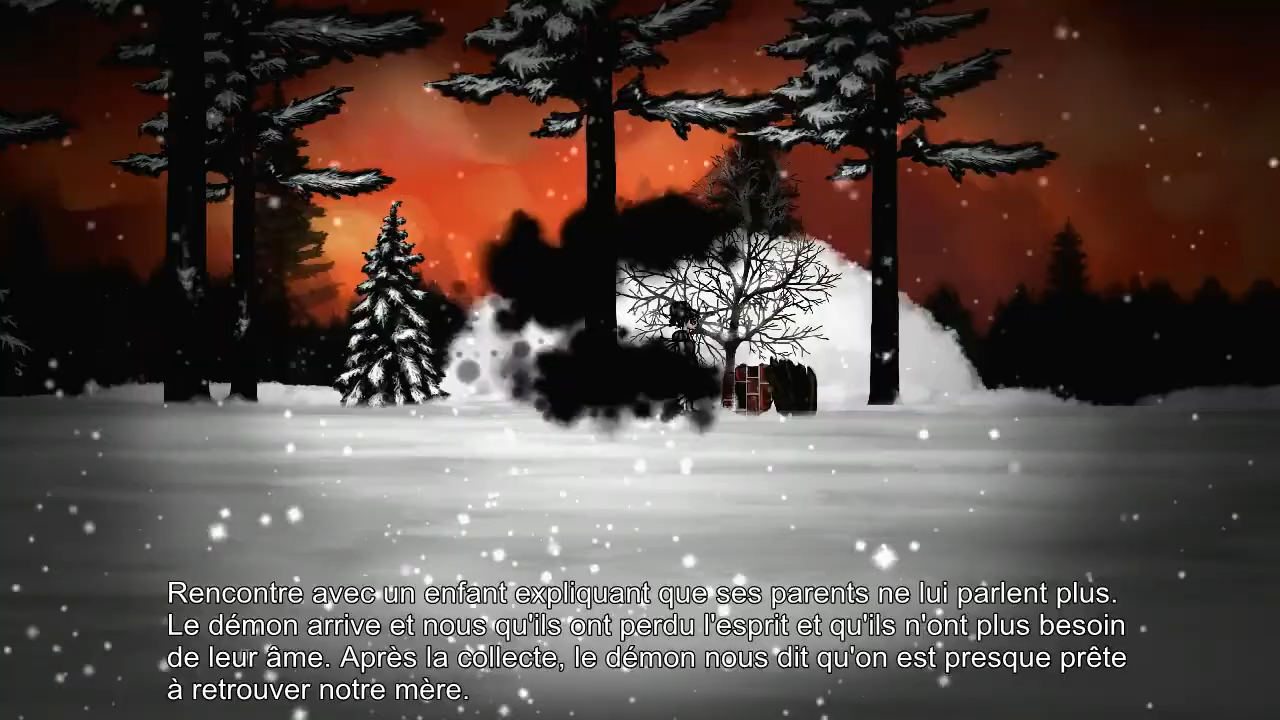 Rencontre avec un enfant expliquant que ses parents ne lui parlent plus.
Le démon arrive et nous qu'ils ont perdu l'esprit et qu'ils n'ont plus besoin
de leur âme. Après la collecte, le démon nous dit qu'on est presque prête
à retrouver notre mère.